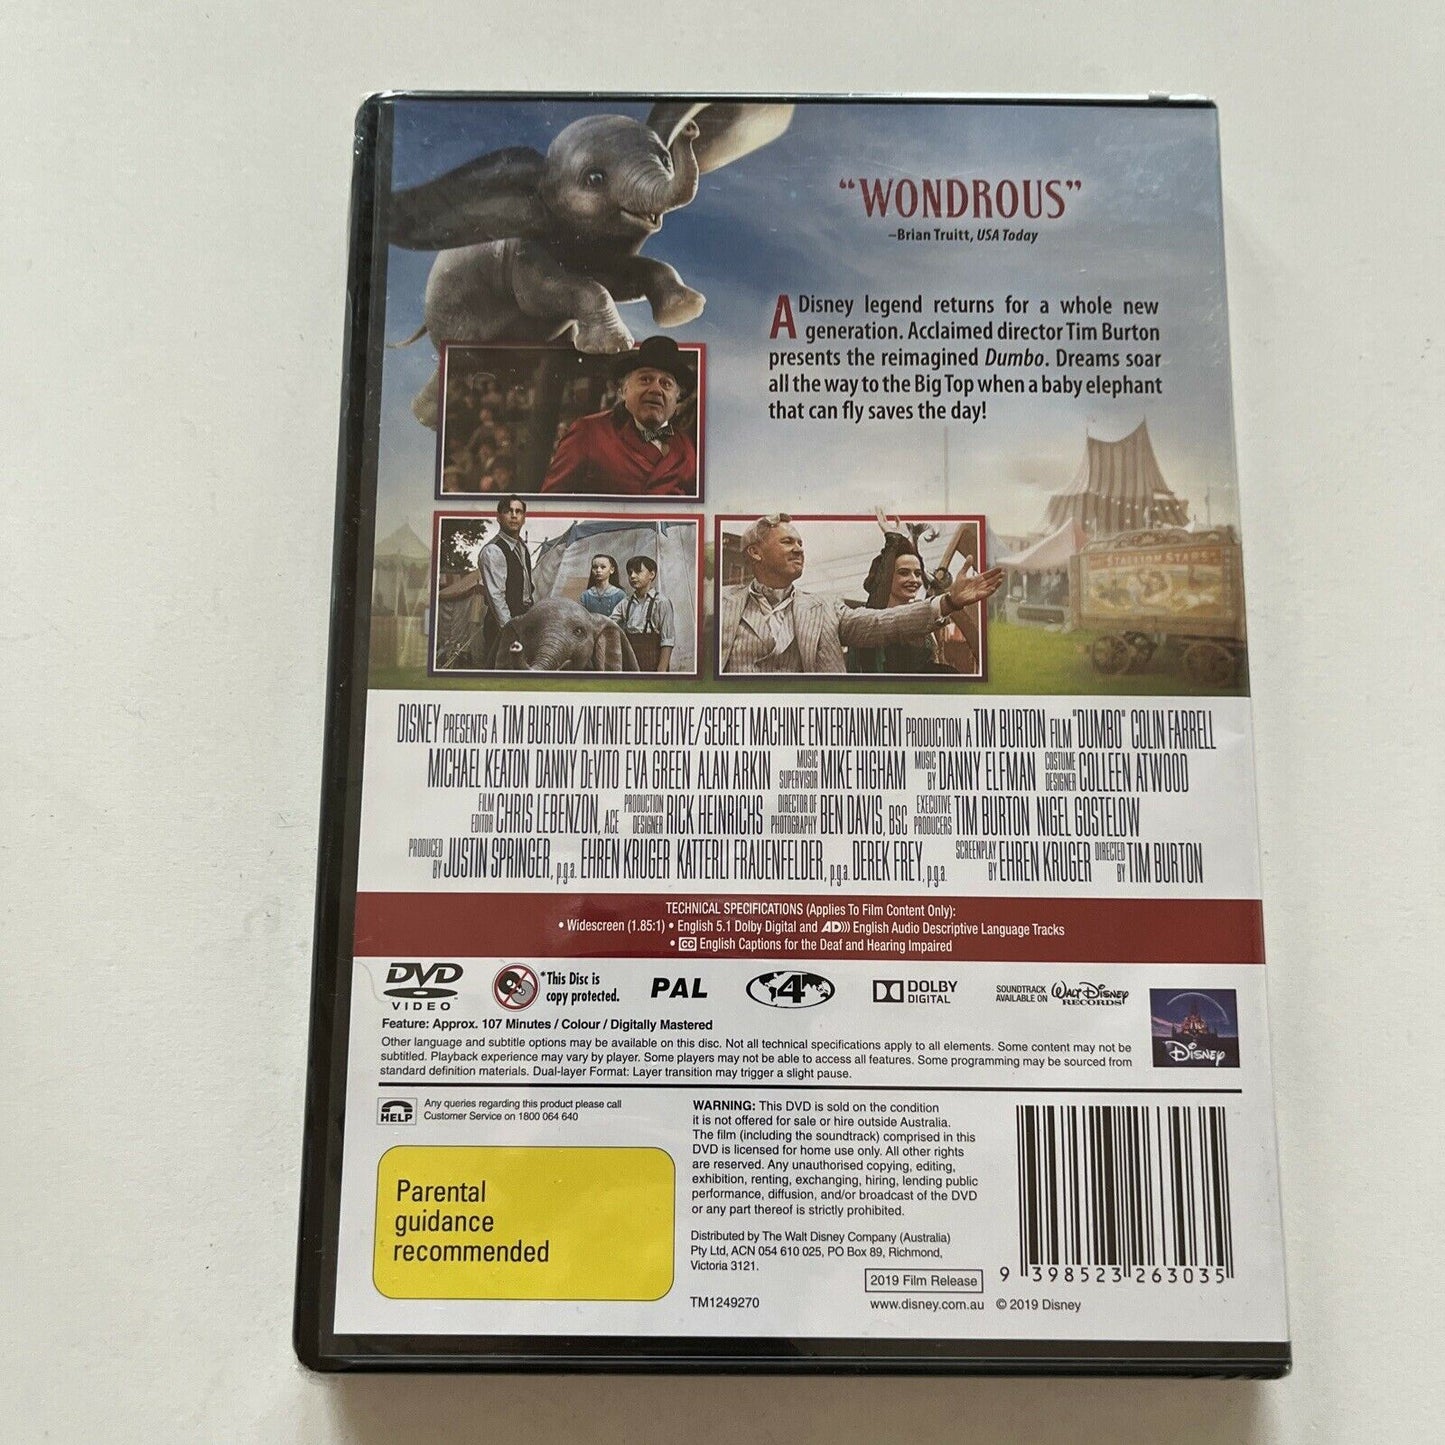 "WONDROUS"
–Brian Truitt, USA Today
A Disney legend returns for a whole new
generation. Acclaimed director Tim Burton
presents the reimagined Dumbo. Dreams soar
all the way to the Big Top when a baby elephant
that can fly saves the day!
STALLION STARS
DISNEY PRESENTS A TIM BURTON/INFINITE DETECTIVE/SECRET MACHINE ENTERTAINMENT PRODUCTION A TIM BURTON FILM "DUMBO" COLIN FARRELL
MICHAEL KEATON DANNY DeVITO EVA GREEN ALAN ARKIN MUSIC SUPERVISOR MIKE HIGHAM MUSIC BY DANNY ELFMAN COSTUME DESIGNER COLLEEN ATWOOD
FILM EDITOR CHRIS LEBENZON, ACE PRODUCTION DESIGNER RICK HEINRICHS DIRECTOR OF PHOTOGRAPHY BEN DAVIS, BSC EXECUTIVE PRODUCERS TIM BURTON NIGEL GOSTELOW
PRODUCED BY JUSTIN SPRINGER, p.g.a. EHREN KRUGER KATTERLI FRAUENFELDER, p.g.a. DEREK FREY, p.g.a. SCREENPLAY BY EHREN KRUGER DIRECTED BY TIM BURTON
TECHNICAL SPECIFICATIONS (Applies To Film Content Only):
• Widescreen (1.85:1) • English 5.1 Dolby Digital and AD))) English Audio Descriptive Language Tracks
• CC English Captions for the Deaf and Hearing Impaired
DVD VIDEO
*This Disc is
copy protected.
PAL
4
DOLBY
DIGITAL
SOUNDTRACK
AVAILABLE ON WALT DISNEY RECORDS
Disney
Feature: Approx. 107 Minutes / Colour / Digitally Mastered
Other language and subtitle options may be available on this disc. Not all technical specifications apply to all elements. Some content may not be
subtitled. Playback experience may vary by player. Some players may not be able to access all features. Some programming may be sourced from
standard definition materials. Dual-layer Format: Layer transition may trigger a slight pause.
HELP
Any queries regarding this product please call
Customer Service on 1800 064 640
Parental
guidance
recommended
WARNING: This DVD is sold on the condition
it is not offered for sale or hire outside Australia.
The film (including the soundtrack) comprised in this
DVD is licensed for home use only. All other rights
are reserved. Any unauthorised copying, editing,
exhibition, renting, exchanging, hiring, lending public
performance, diffusion, and/or broadcast of the DVD
or any part thereof is strictly prohibited.
Distributed by The Walt Disney Company (Australia)
Pty Ltd, ACN 054 610 025, PO Box 89, Richmond,
Victoria 3121.
TM1249270
2019 Film Release
www.disney.com.au © 2019 Disney
9 398523 263035